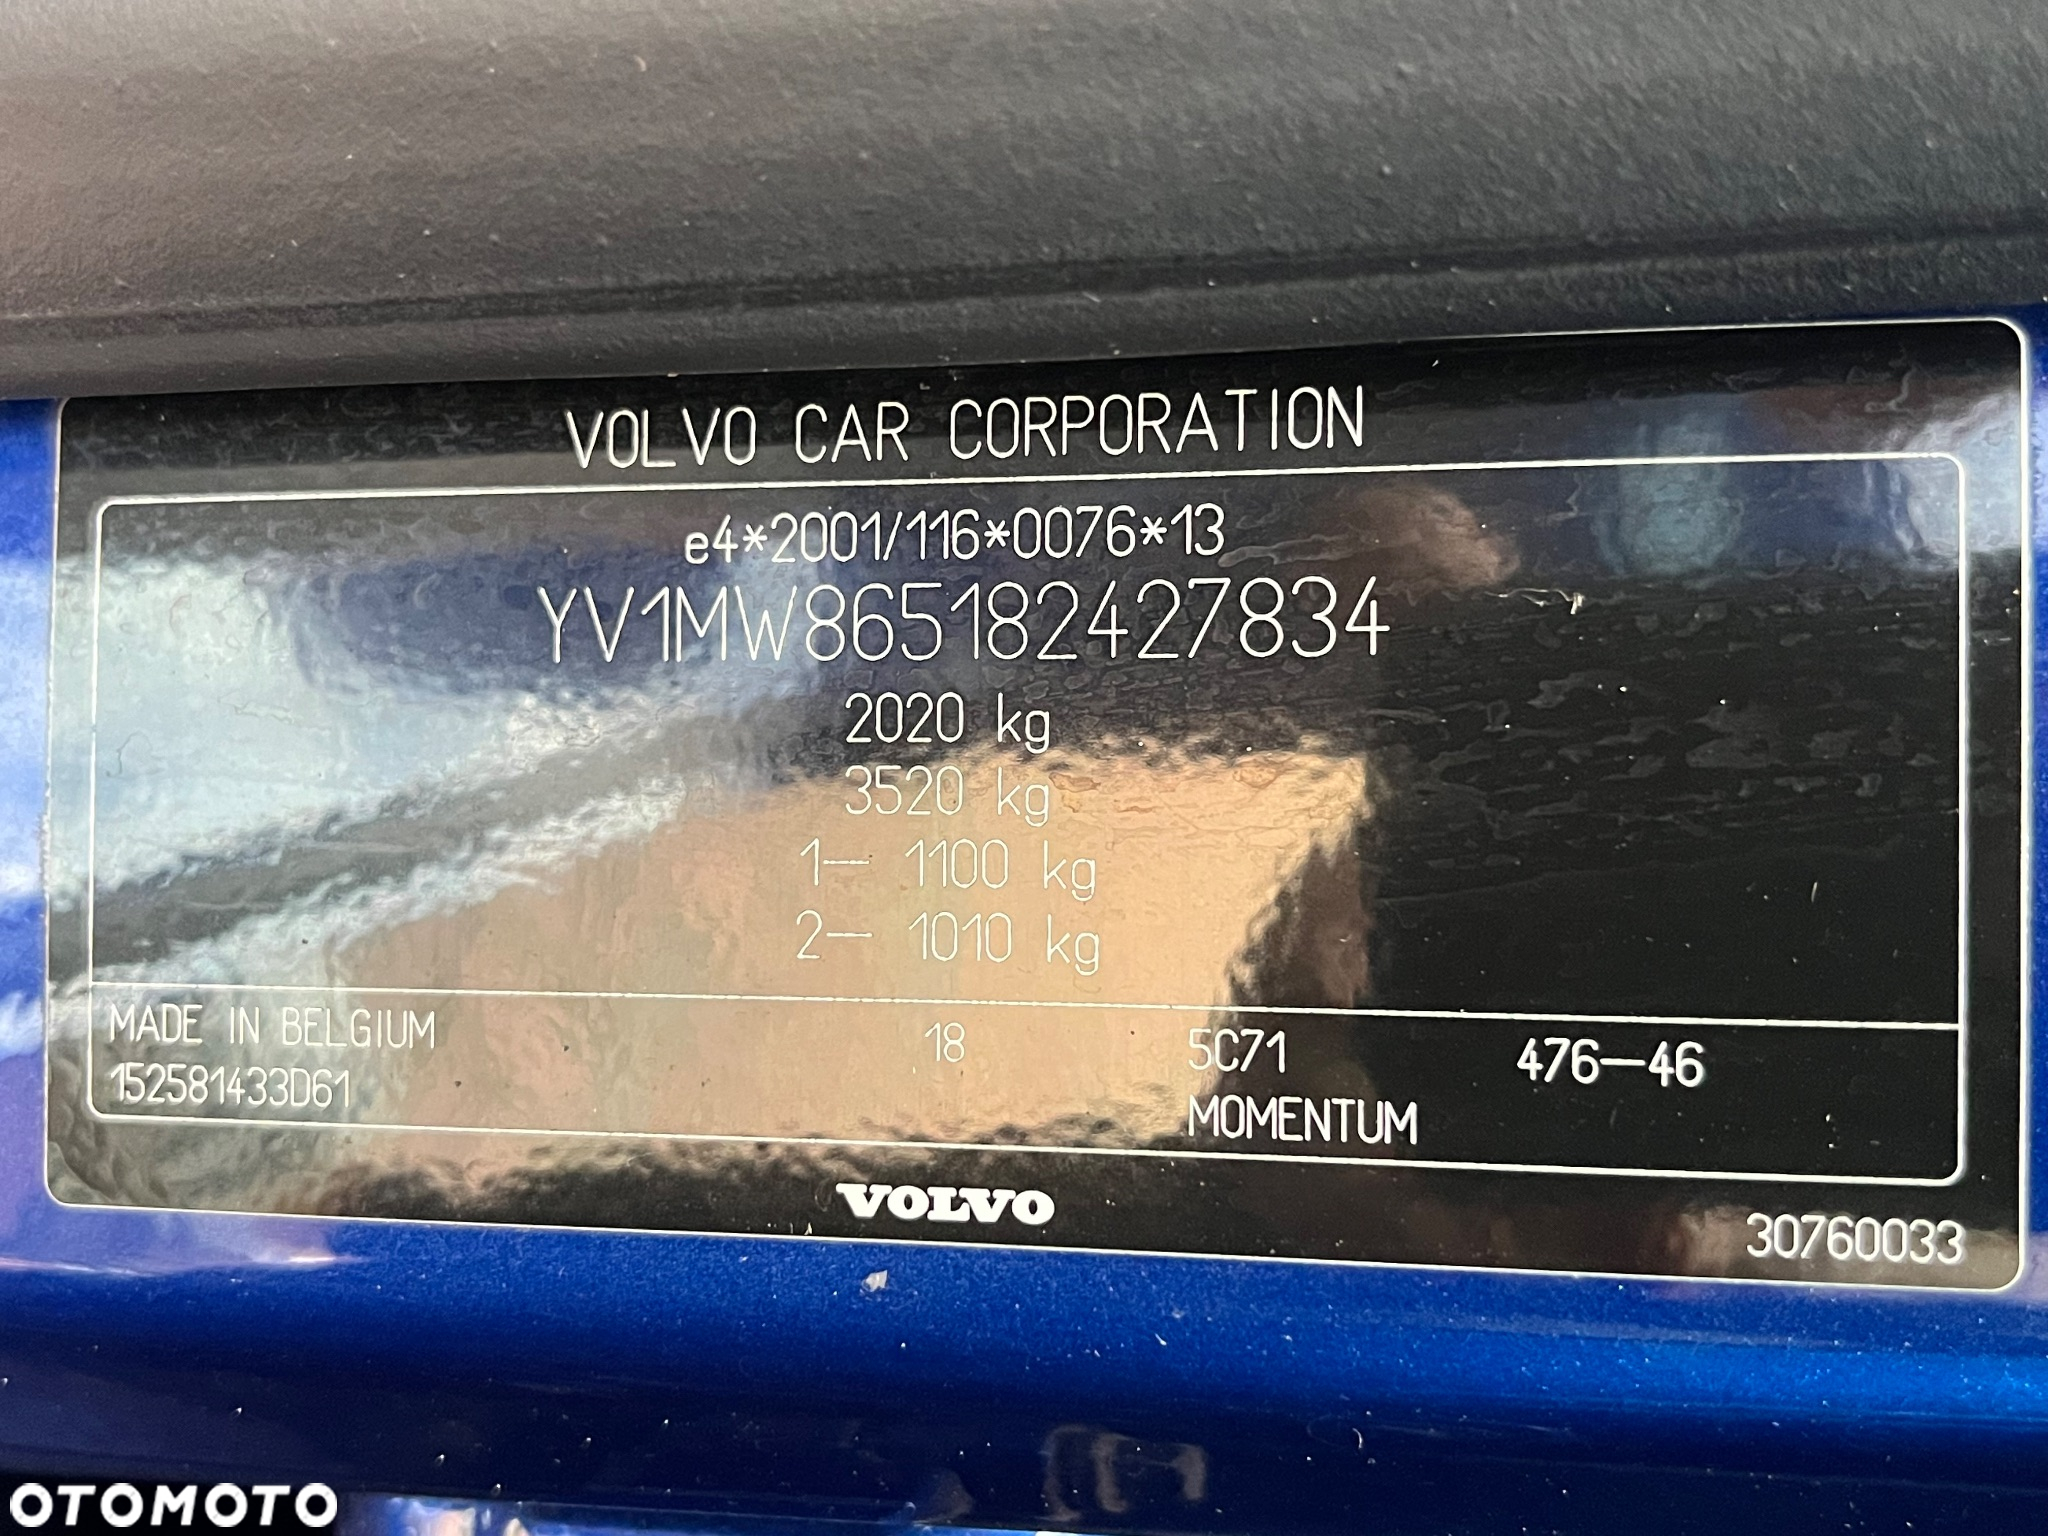 VOLVO CAR CORPORATION
e4*2001/116*0076*13
YV1MW865182427834
2020 kg
3520 kg
1— 1100 kg
2— 1010 kg
MADE IN BELGIUM 18 5C71 476—46
152581433D61 MOMENTUM
VOLVO
30760033
OTOMOTO